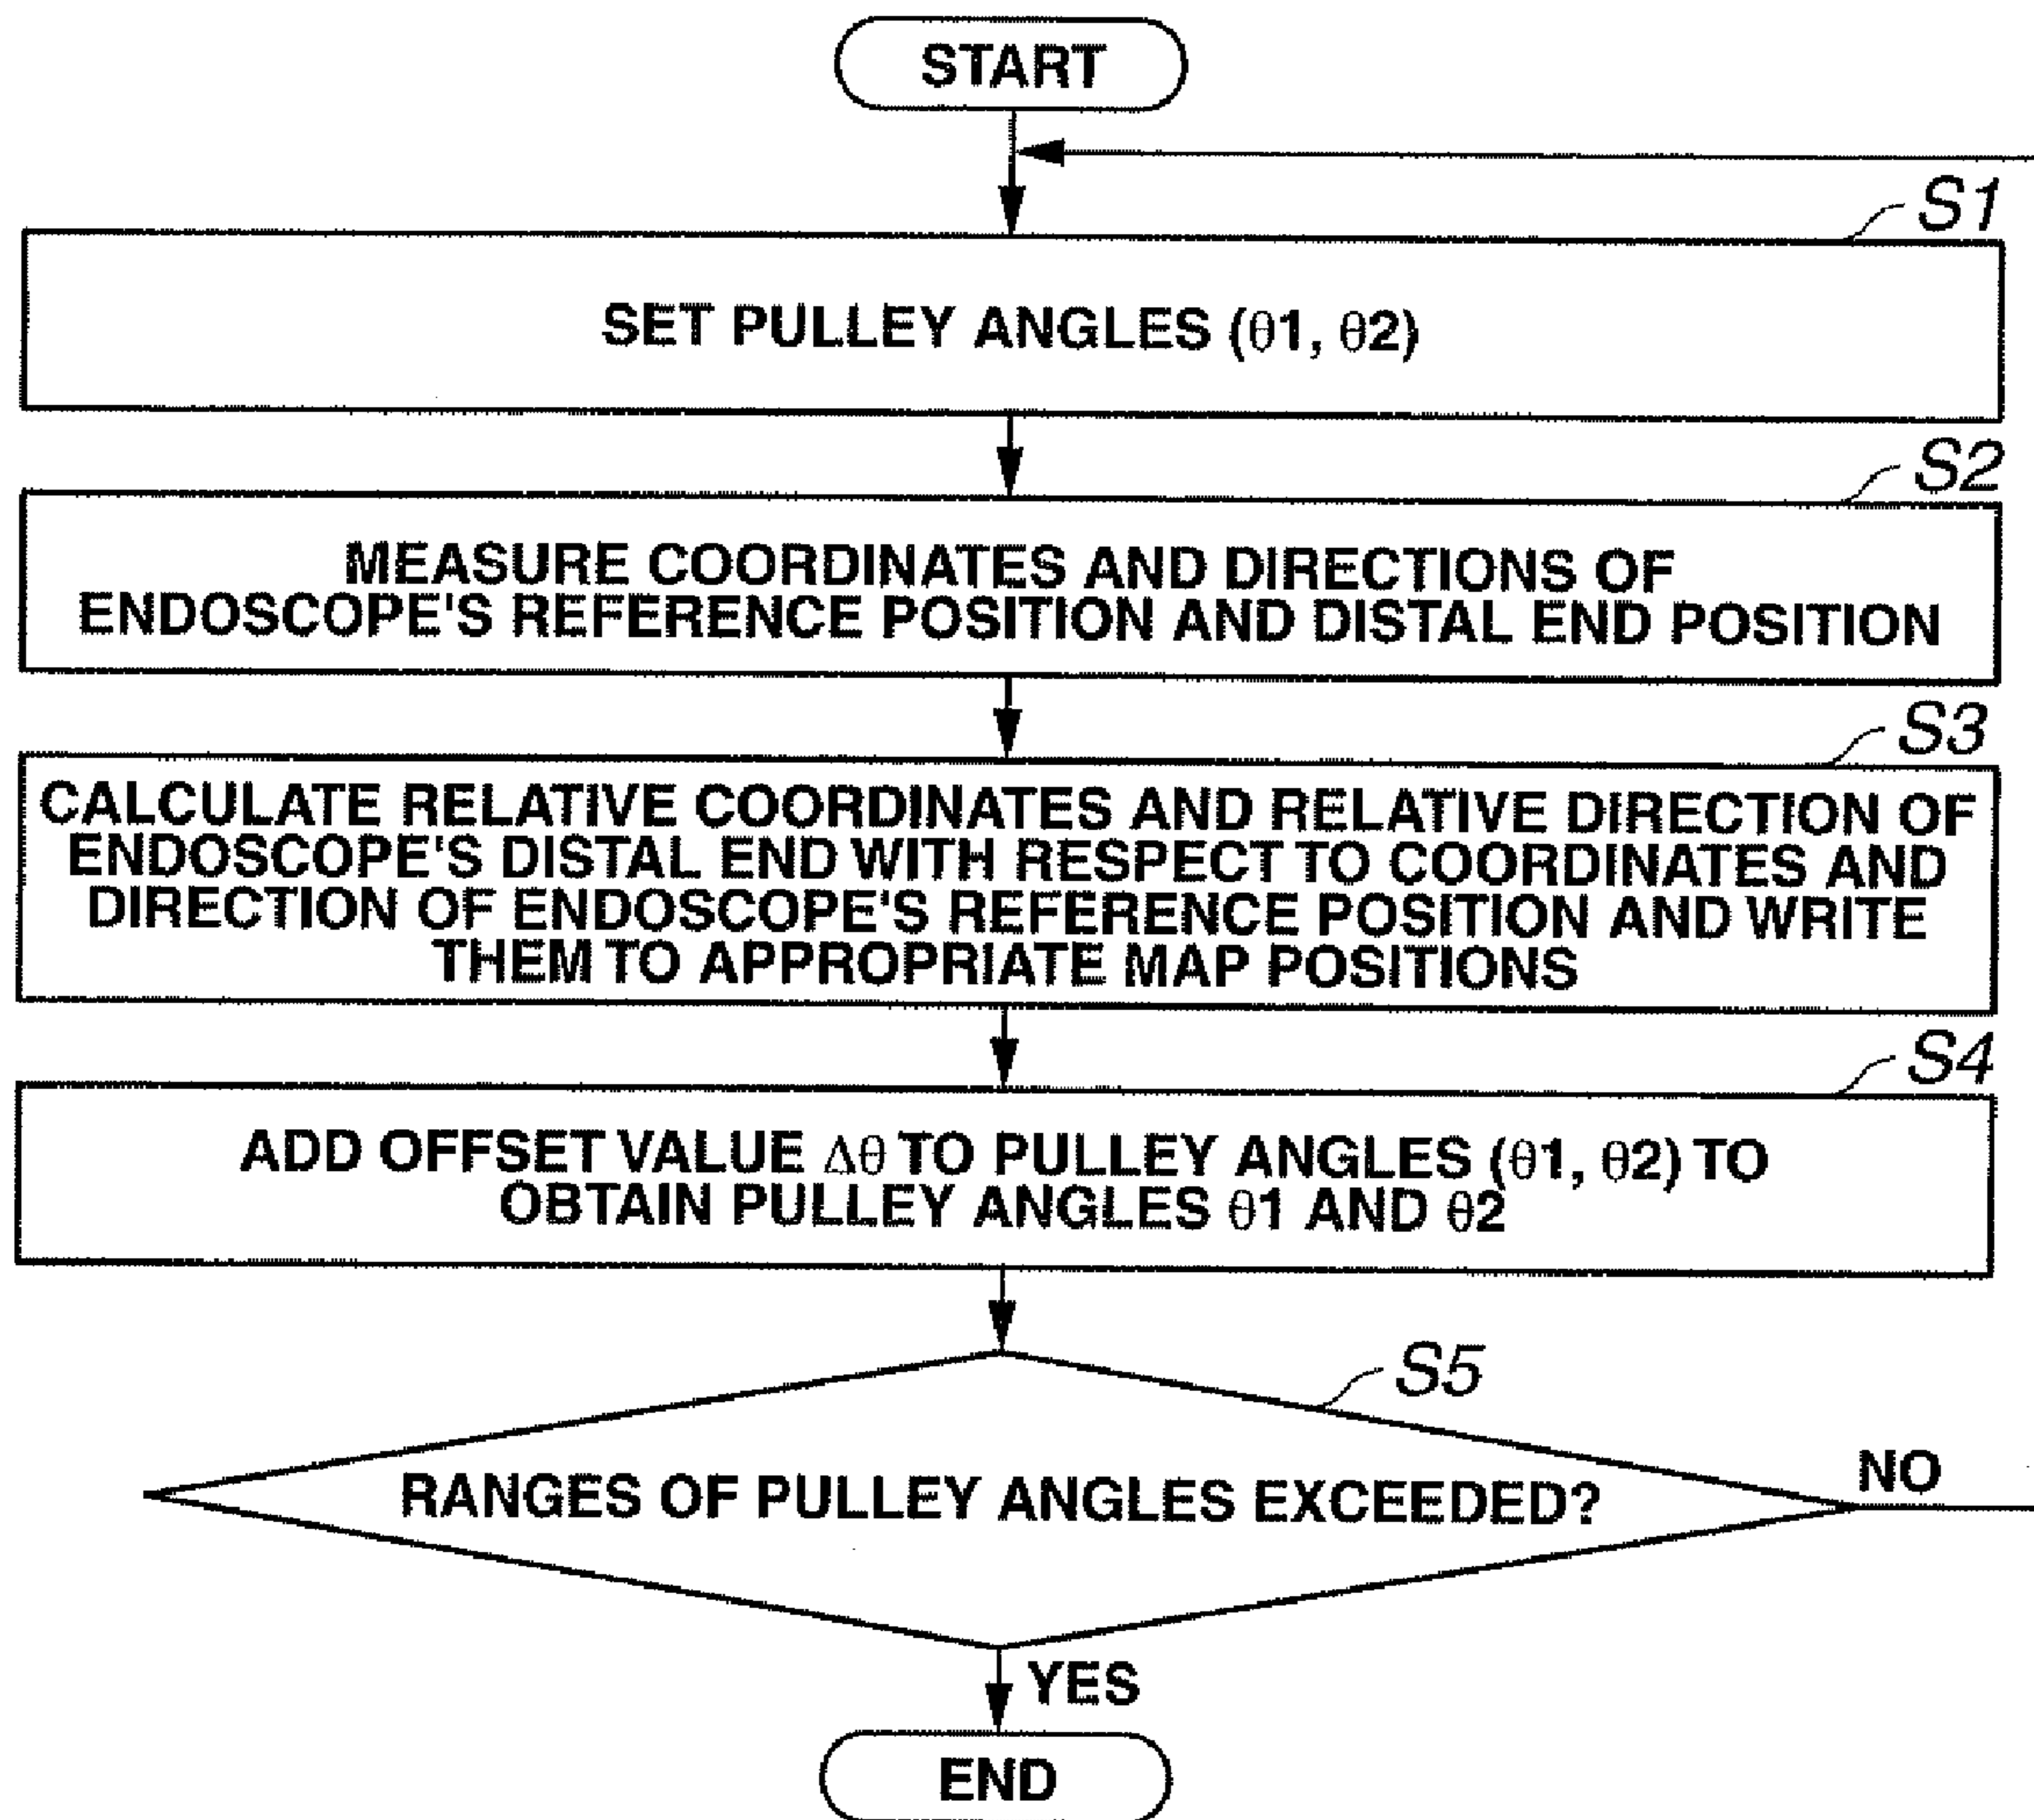 START
S1
SET PULLEY ANGLES (θ1, θ2)
S2
MEASURE COORDINATES AND DIRECTIONS OF
ENDOSCOPE'S REFERENCE POSITION AND DISTAL END POSITION
S3
CALCULATE RELATIVE COORDINATES AND RELATIVE DIRECTION OF
ENDOSCOPE'S DISTAL END WITH RESPECT TO COORDINATES AND
DIRECTION OF ENDOSCOPE'S REFERENCE POSITION AND WRITE
THEM TO APPROPRIATE MAP POSITIONS
S4
ADD OFFSET VALUE Δθ TO PULLEY ANGLES (θ1, θ2) TO
OBTAIN PULLEY ANGLES θ1 AND θ2
S5
RANGES OF PULLEY ANGLES EXCEEDED?
NO
YES
END